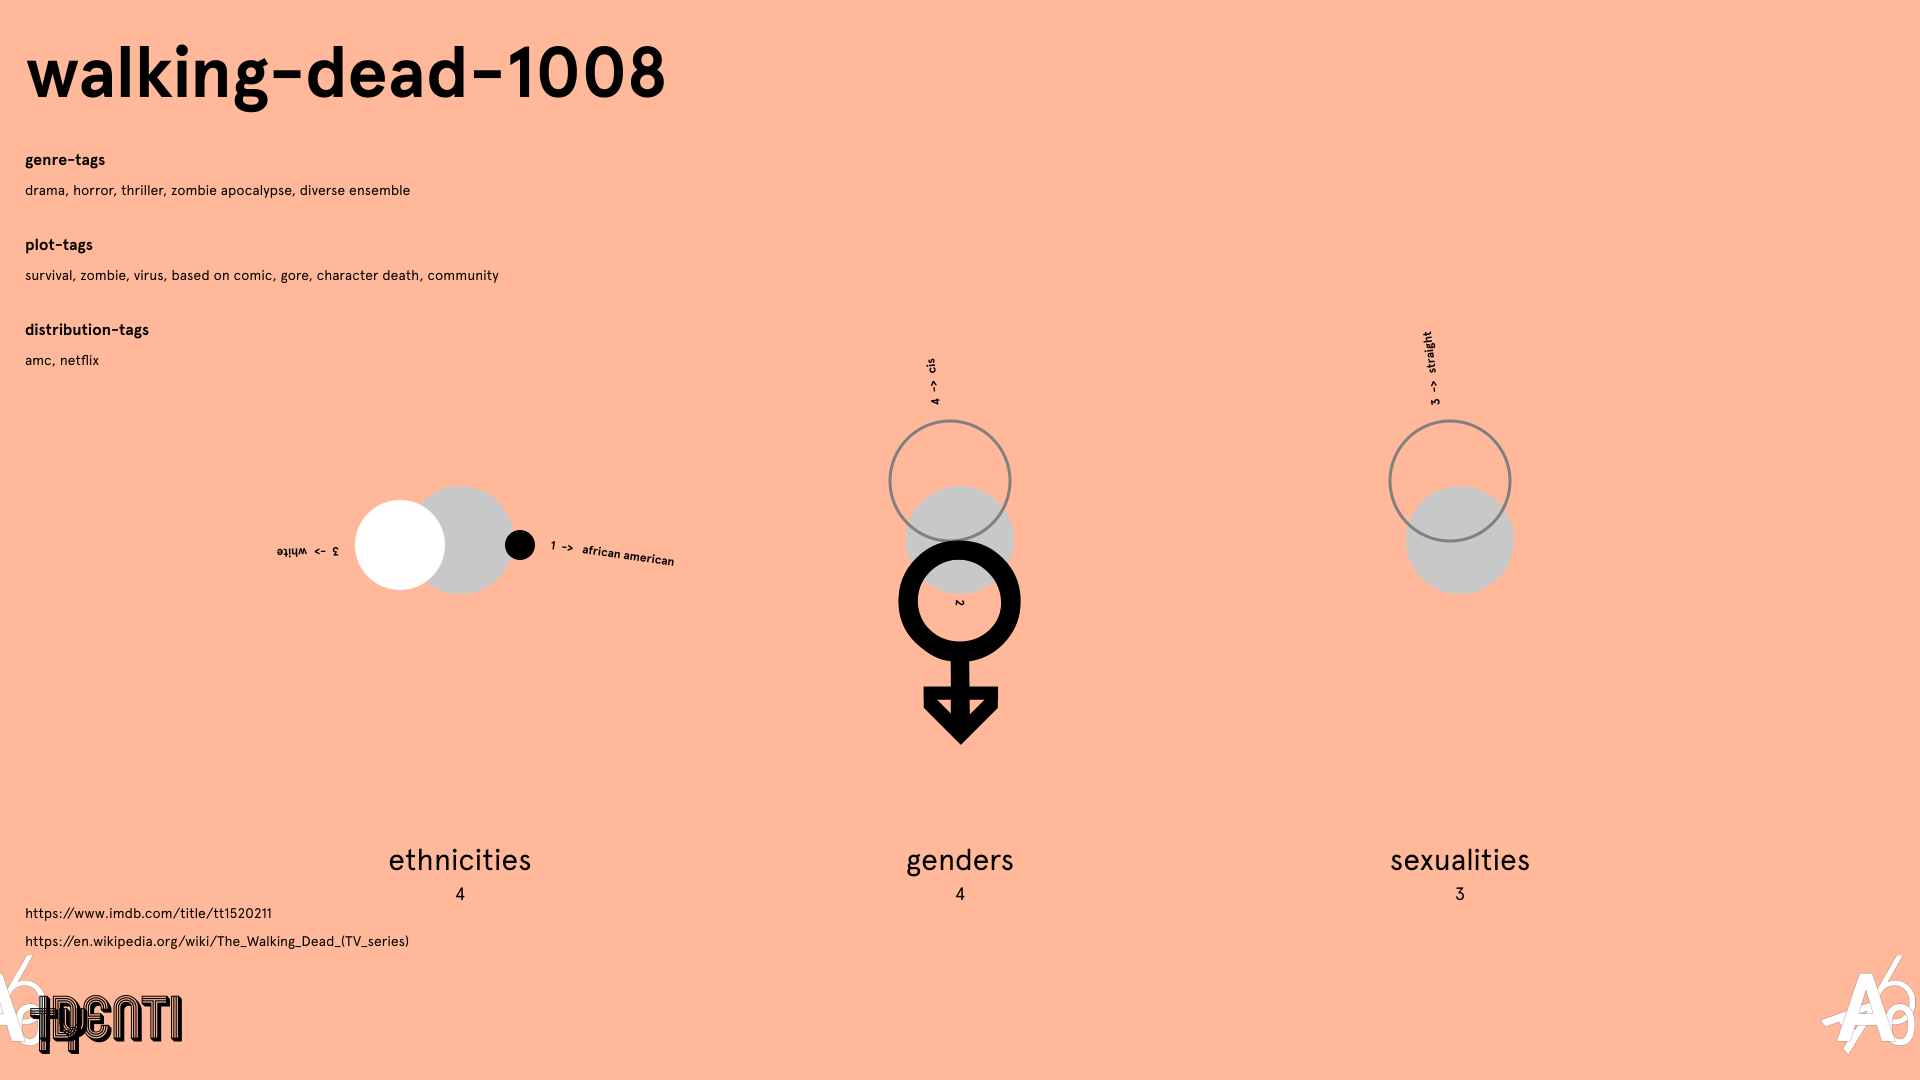 walking-dead-1008
genre-tags
drama, horror, thriller, zombie apocalypse, diverse ensemble
plot-tags
survival, zombie, virus, based on comic, gore, character death, community
distribution-tags
amc, netflix
3 -> white
1 -> african american
4 -> cis
2
3 -> straight
ethnicities
4
genders
4
sexualities
3
https://www.imdb.com/title/tt1520211
https://en.wikipedia.org/wiki/The_Walking_Dead_(TV_series)
IDENTI